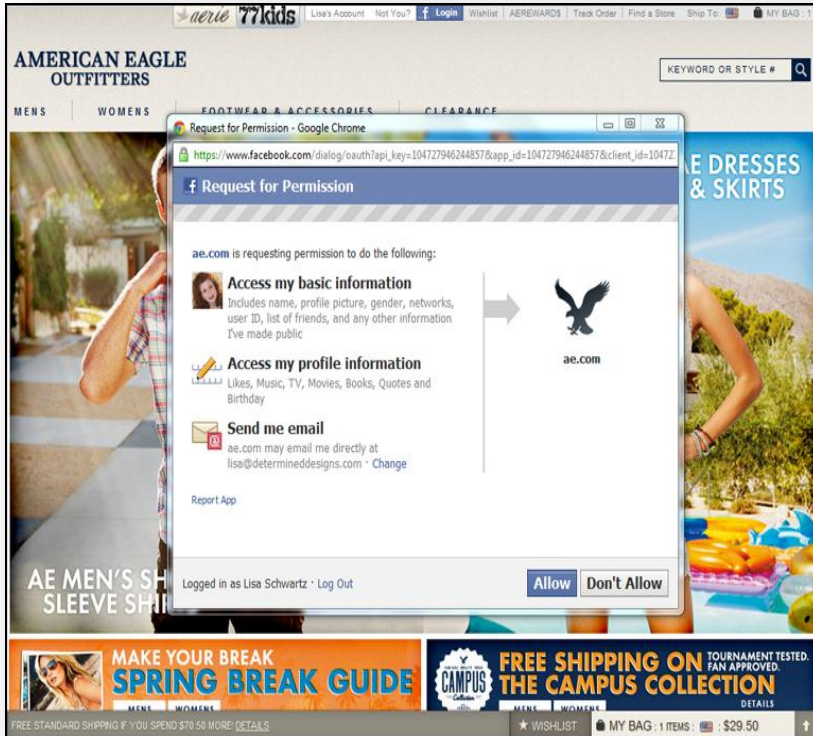 aerie 77kids Lisa's Account Not You? f Login Wishlist AEREWARD$ Track Order Find a Store Ship To: MY BAG : 1
AMERICAN EAGLE
OUTFITTERS
KEYWORD OR STYLE #
MENS WOMENS FOOTWEAR & ACCESSORIES CLEARANCE
Request for Permission - Google Chrome
https://www.facebook.com/dialog/oauth?api_key=104727946244857&app_id=104727946244857&client_id=10472
f Request for Permission
AE DRESSES
& SKIRTS
ae.com is requesting permission to do the following:
Access my basic information
Includes name, profile picture, gender, networks,
user ID, list of friends, and any other information
I've made public
ae.com
Access my profile information
Likes, Music, TV, Movies, Books, Quotes and
Birthday
Send me email
ae.com may email me directly at
lisa@determineddesigns.com · Change
Report App
Logged in as Lisa Schwartz · Log Out Allow Don't Allow
AE MEN'S SH
SLEEVE SHI
MAKE YOUR BREAK
SPRING BREAK GUIDE
MENS WOMENS
CAMPUS
Collection
FREE SHIPPING ON TOURNAMENT TESTED.
FAN APPROVED.
THE CAMPUS COLLECTION
MENS WOMENS DETAILS
FREE STANDARD SHIPPING IF YOU SPEND $70.50 MORE! DETAILS
★ WISHLIST MY BAG : 1 ITEMS : : $29.50